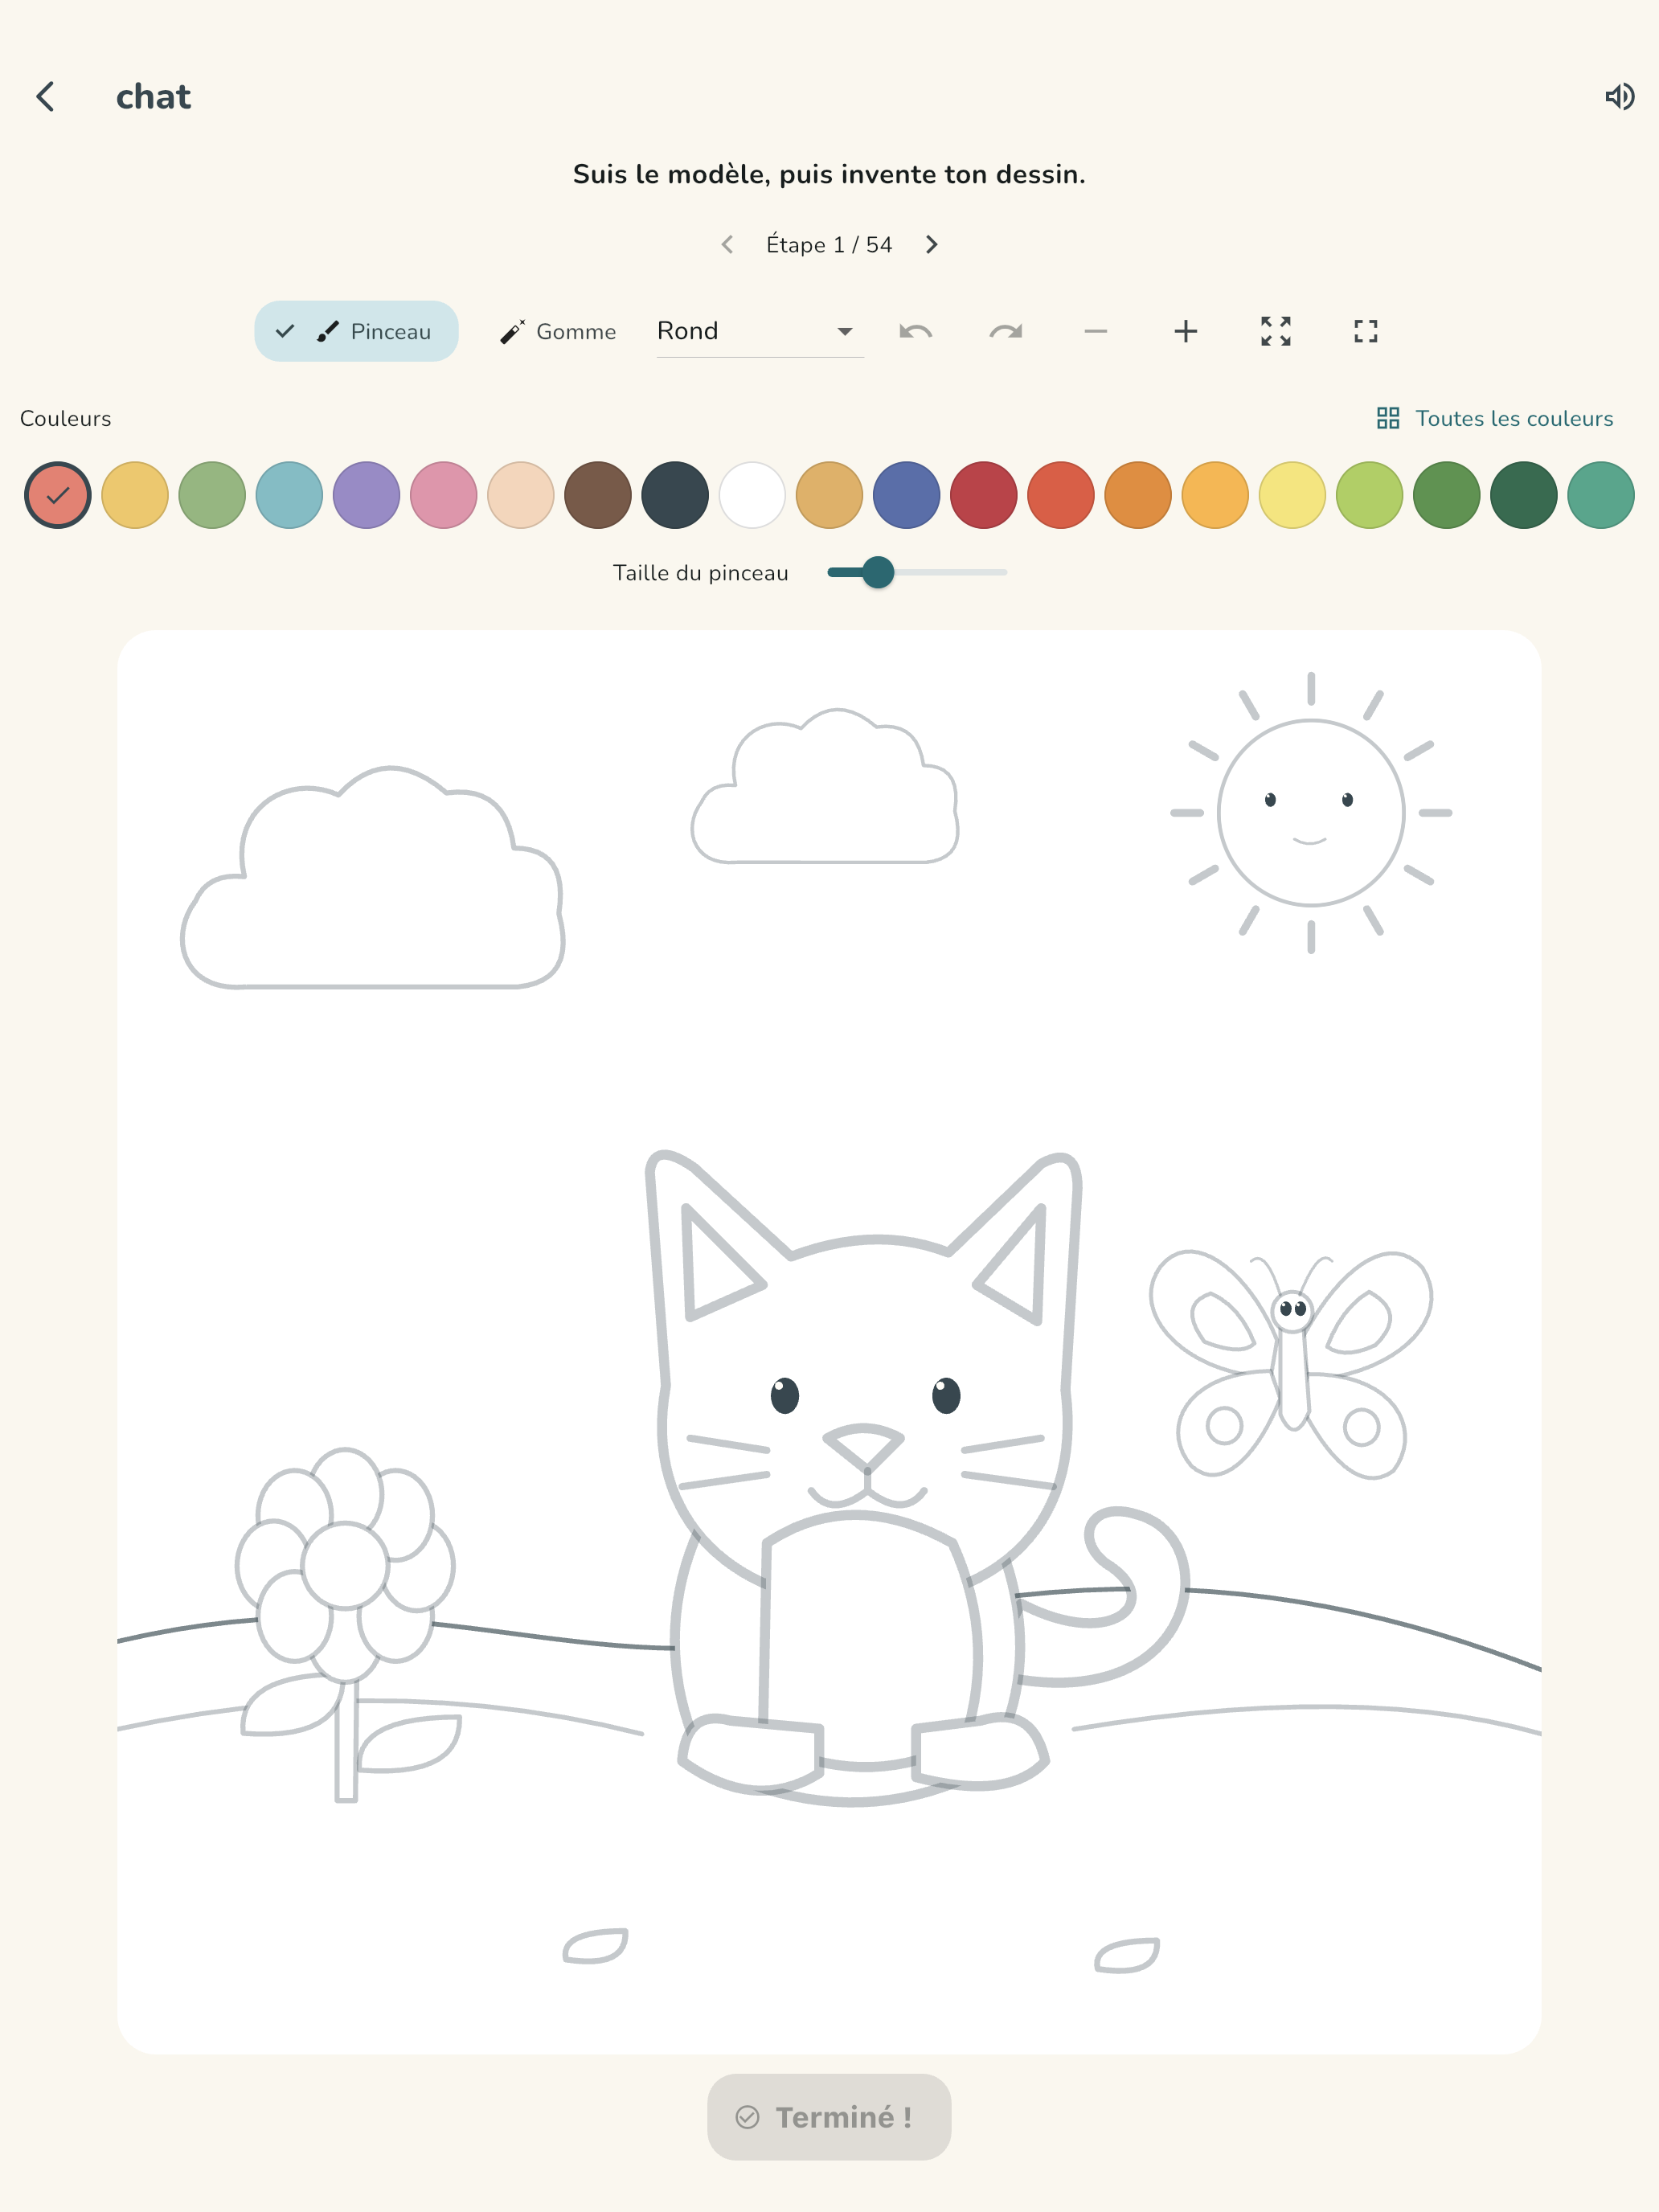 chat
Suis le modèle, puis invente ton dessin.
Étape 1 / 54
Pinceau
Gomme
Rond
Couleurs
Toutes les couleurs
Taille du pinceau
Terminé !